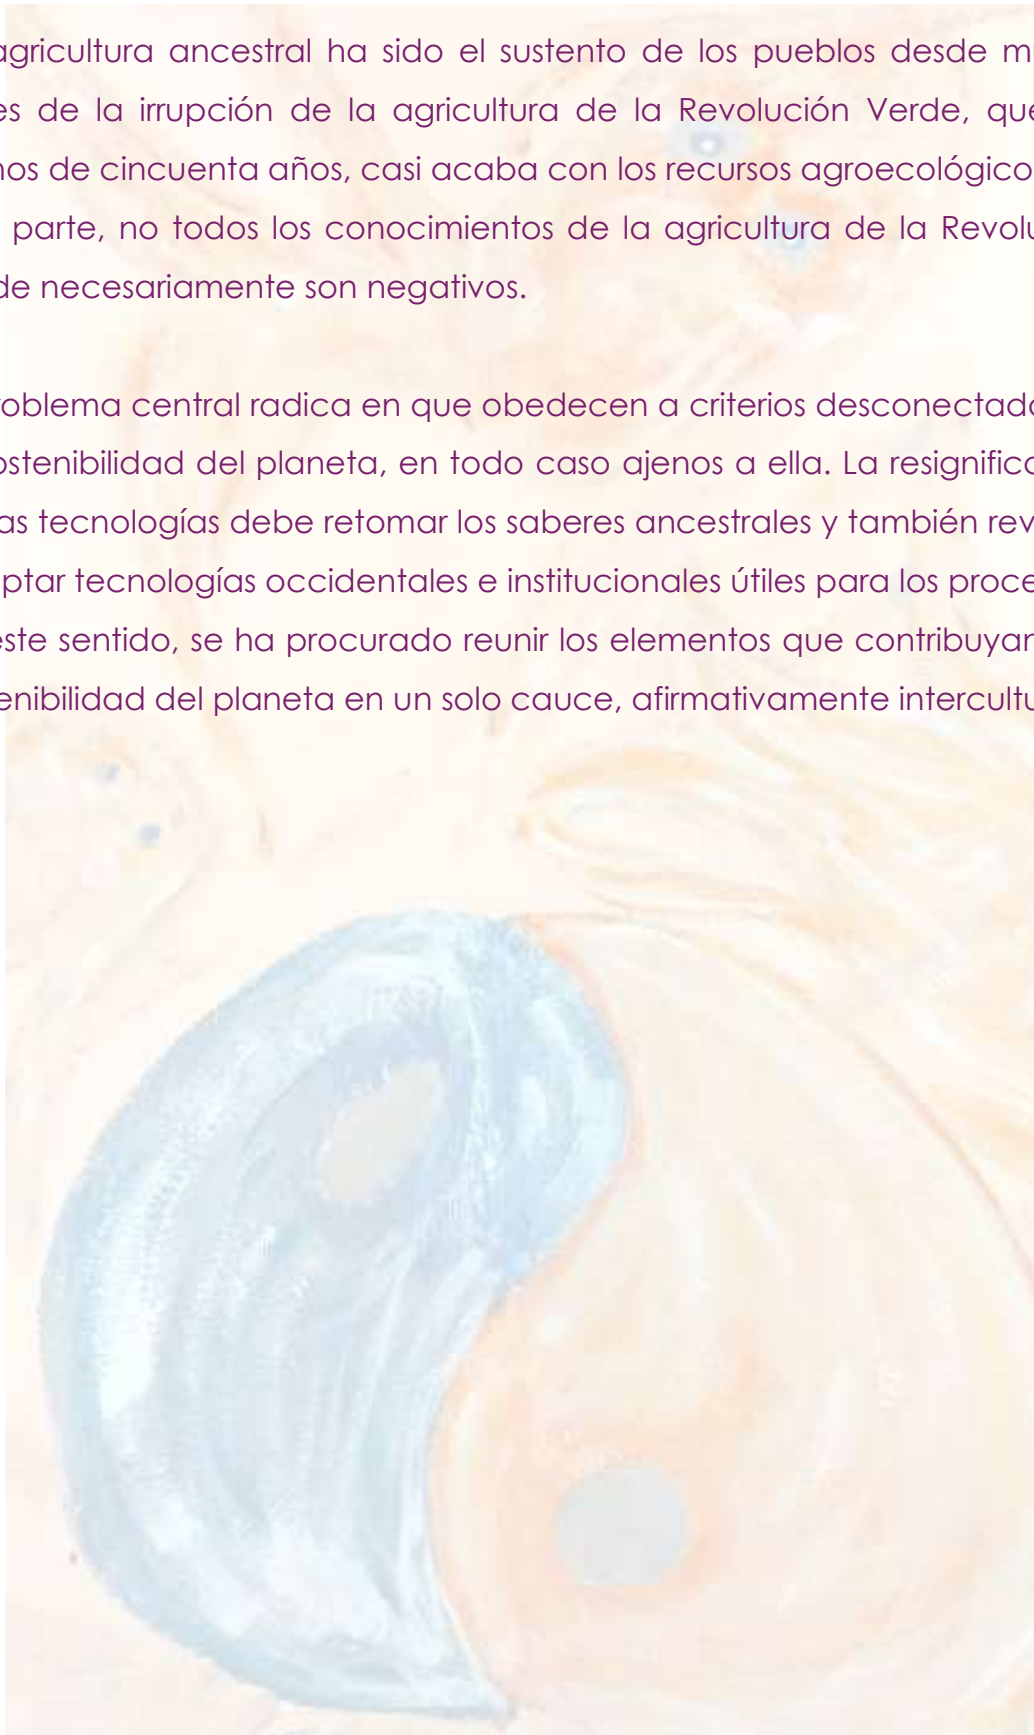 agricultura ancestral ha sido el sustento de los pueblos desde m
es de la irrupción de la agricultura de la Revolución Verde, que
nos de cincuenta años, casi acaba con los recursos agroecológico
parte, no todos los conocimientos de la agricultura de la Revolu
de necesariamente son negativos.
roblema central radica en que obedecen a criterios desconectado
ostenibilidad del planeta, en todo caso ajenos a ella. La resignific
as tecnologías debe retomar los saberes ancestrales y también rev
ptar tecnologías occidentales e institucionales útiles para los proce
este sentido, se ha procurado reunir los elementos que contribuyan
enibilidad del planeta en un solo cauce, afirmativamente intercultu